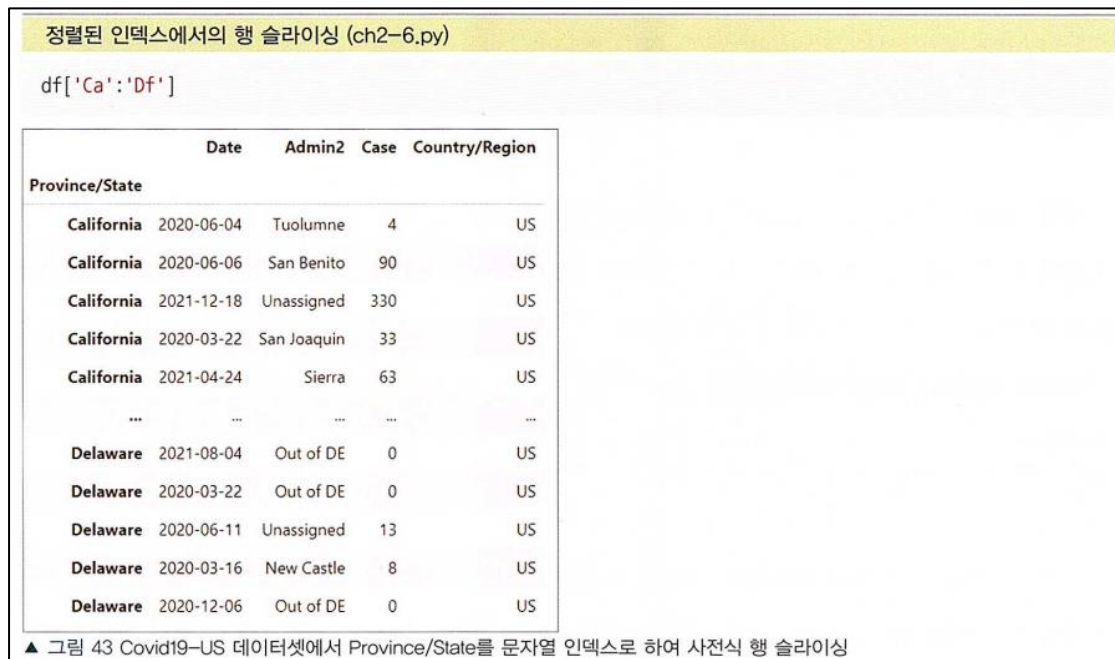 정렬된 인덱스에서의 행 슬라이싱 (ch2-6.py)
df['Ca':'Df']
Date Admin2 Case Country/Region
Province/State
California 2020-06-04 Tuolumne 4 US
California 2020-06-06 San Benito 90 US
California 2021-12-18 Unassigned 330 US
California 2020-03-22 San Joaquin 33 US
California 2021-04-24 Sierra 63 US
... ... ... ... ...
Delaware 2021-08-04 Out of DE 0 US
Delaware 2020-03-22 Out of DE 0 US
Delaware 2020-06-11 Unassigned 13 US
Delaware 2020-03-16 New Castle 8 US
Delaware 2020-12-06 Out of DE 0 US
▲ 그림 43 Covid19-US 데이터셋에서 Province/State를 문자열 인덱스로 하여 사전식 행 슬라이싱